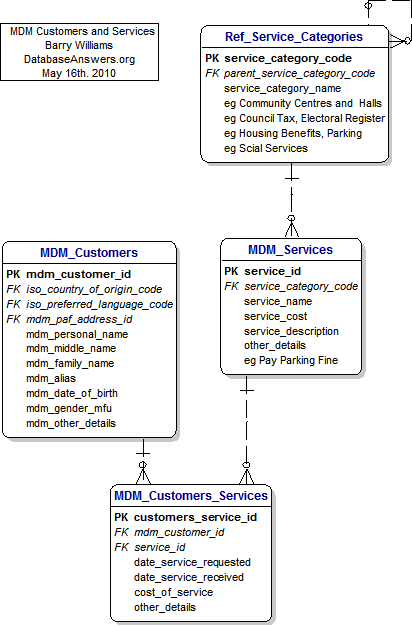 MDM Customers and Services
Barry Williams
DatabaseAnswers.org
May 16th. 2010
Ref_Service_Categories
PK service_category_code
FK parent_service_category_code
service_category_name
eg Community Centres and Halls
eg Council Tax, Electoral Register
eg Housing Benefits, Parking
eg Scial Services
MDM_Customers
PK mdm_customer_id
FK iso_country_of_origin_code
FK iso_preferred_language_code
FK mdm_paf_address_id
mdm_personal_name
mdm_middle_name
mdm_family_name
mdm_alias
mdm_date_of_birth
mdm_gender_mfu
mdm_other_details
MDM_Services
PK service_id
FK service_category_code
service_name
service_cost
service_description
other_details
eg Pay Parking Fine
MDM_Customers_Services
PK customers_service_id
FK mdm_customer_id
FK service_id
date_service_requested
date_service_received
cost_of_service
other_details